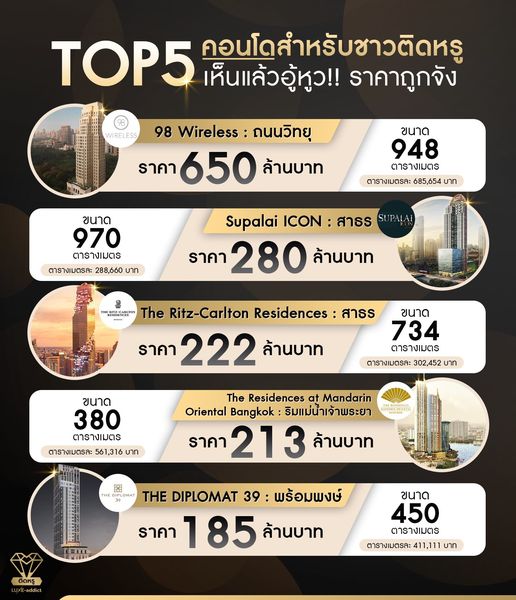 TOP5 คอนโดสำหรับชาวติดหรู
เห็นแล้วอู้หูว!! ราคาถูกจัง
98
WIRELESS
98 Wireless : ถนนวิทยุ
ราคา 650 ล้านบาท
ขนาด
948
ตารางเมตร
ตารางเมตรละ 685,654 บาท
ขนาด
970
ตารางเมตร
ตารางเมตรละ 288,660 บาท
Supalai ICON : สาธร
ราคา 280 ล้านบาท
SUPALAI
ICON
THE RITZ-CARLTON
RESIDENCES
The Ritz-Carlton Residences : สาธร
ราคา 222 ล้านบาท
ขนาด
734
ตารางเมตร
ตารางเมตรละ 302,452 บาท
ขนาด
380
ตารางเมตร
ตารางเมตรละ 561,316 บาท
The Residences at Mandarin
Oriental Bangkok : ริมแม่น้ำเจ้าพระยา
ราคา 213 ล้านบาท
THE DIPLOMAT
39
THE DIPLOMAT 39 : พร้อมพงษ์
ราคา 185 ล้านบาท
ขนาด
450
ตารางเมตร
ตารางเมตรละ 411,111 บาท
ติดหรู
LUXE-addict